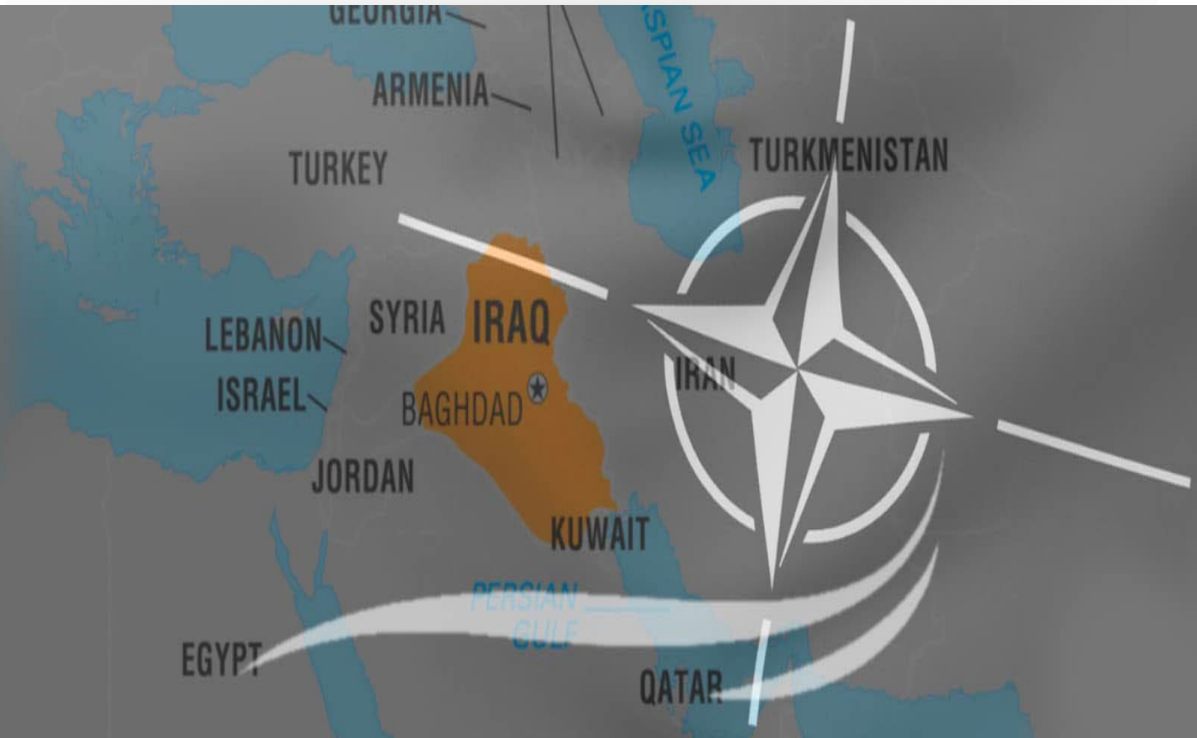 GEORGIA
ARMENIA
CASPIAN SEA
TURKEY
TURKMENISTAN
SYRIA
IRAQ
LEBANON
IRAN
ISRAEL
BAGHDAD
JORDAN
KUWAIT
PERSIAN
GULF
EGYPT
QATAR